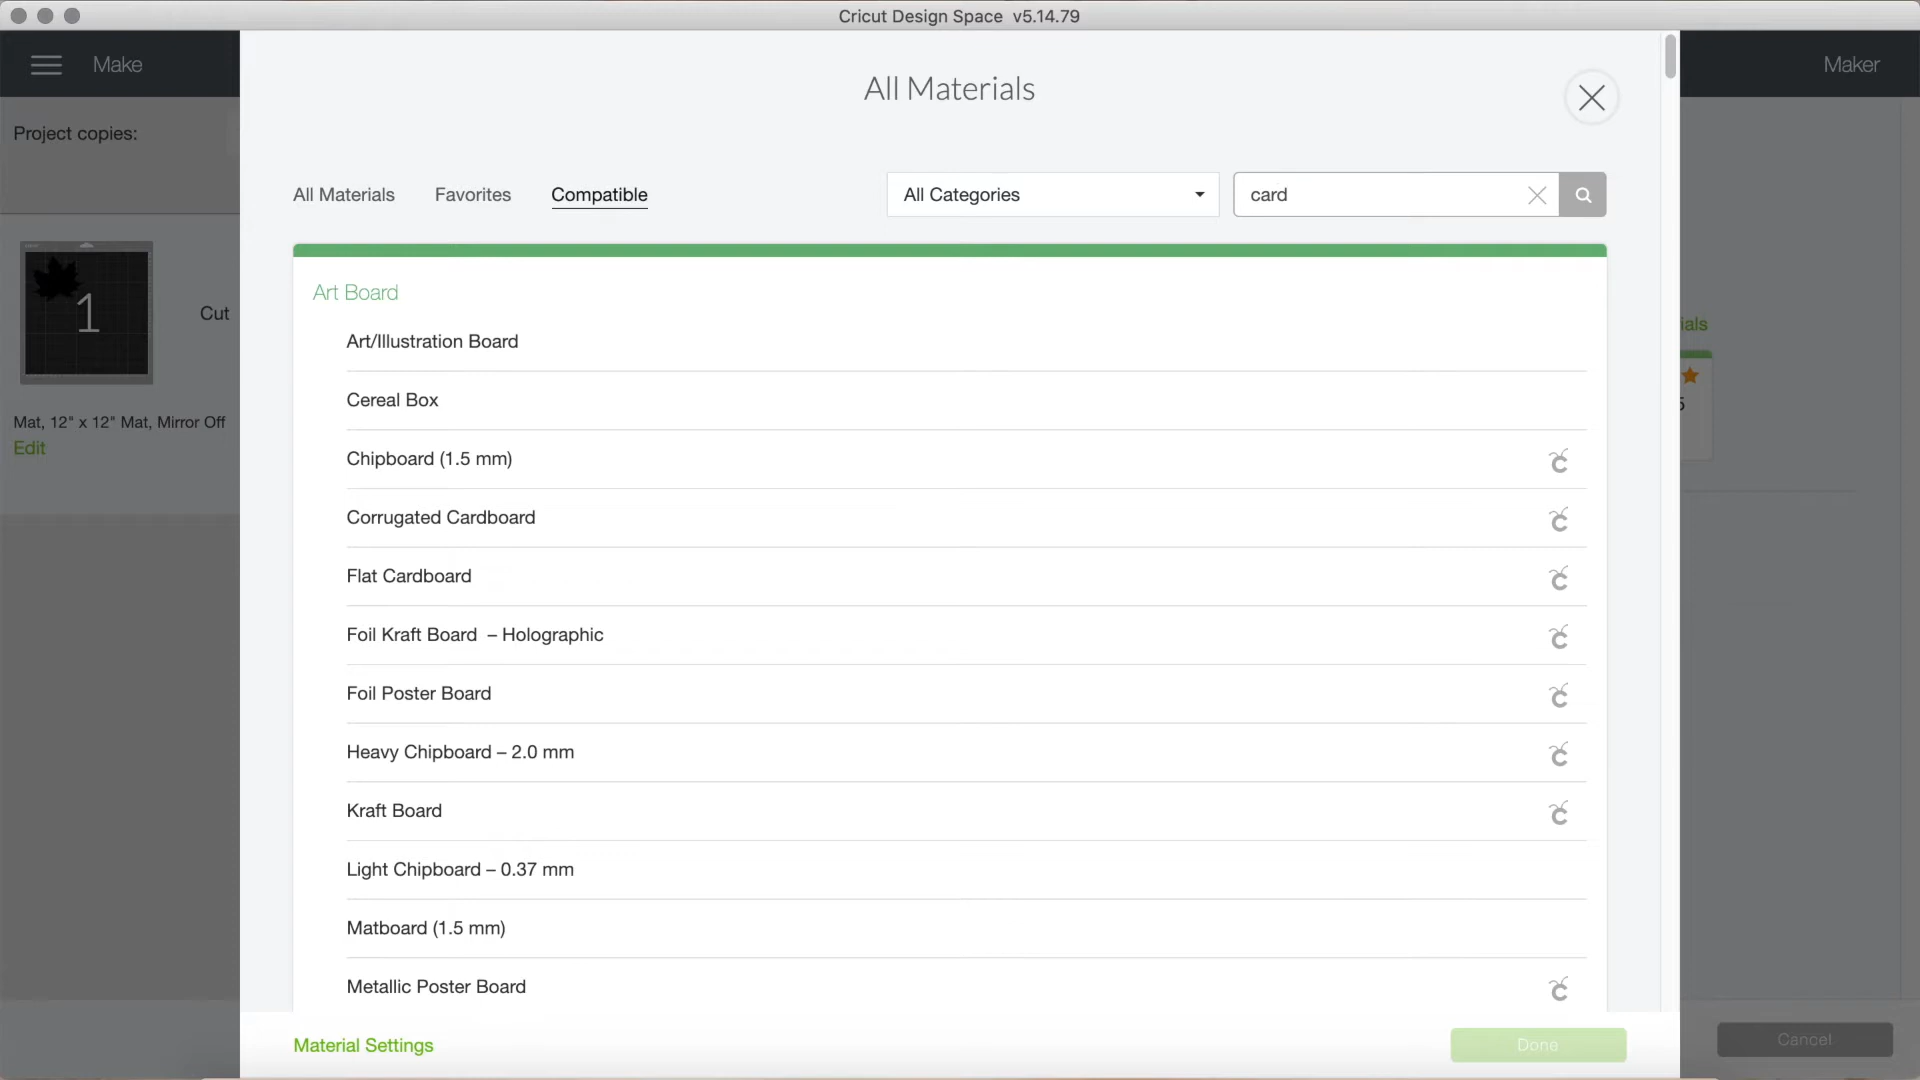 Cricut Design Space v5.14.79
Make
Maker
All Materials
Project copies:
All Materials
Favorites
Compatible
All Categories
card
Art Board
Art/Illustration Board
1
Cut
ials
Cereal Box
5
Mat, 12" x 12" Mat, Mirror Off
Edit
Chipboard (1.5 mm)
Corrugated Cardboard
Flat Cardboard
Foil Kraft Board – Holographic
Foil Poster Board
Heavy Chipboard – 2.0 mm
Kraft Board
Light Chipboard – 0.37 mm
Matboard (1.5 mm)
Metallic Poster Board
Material Settings
Done
Cancel